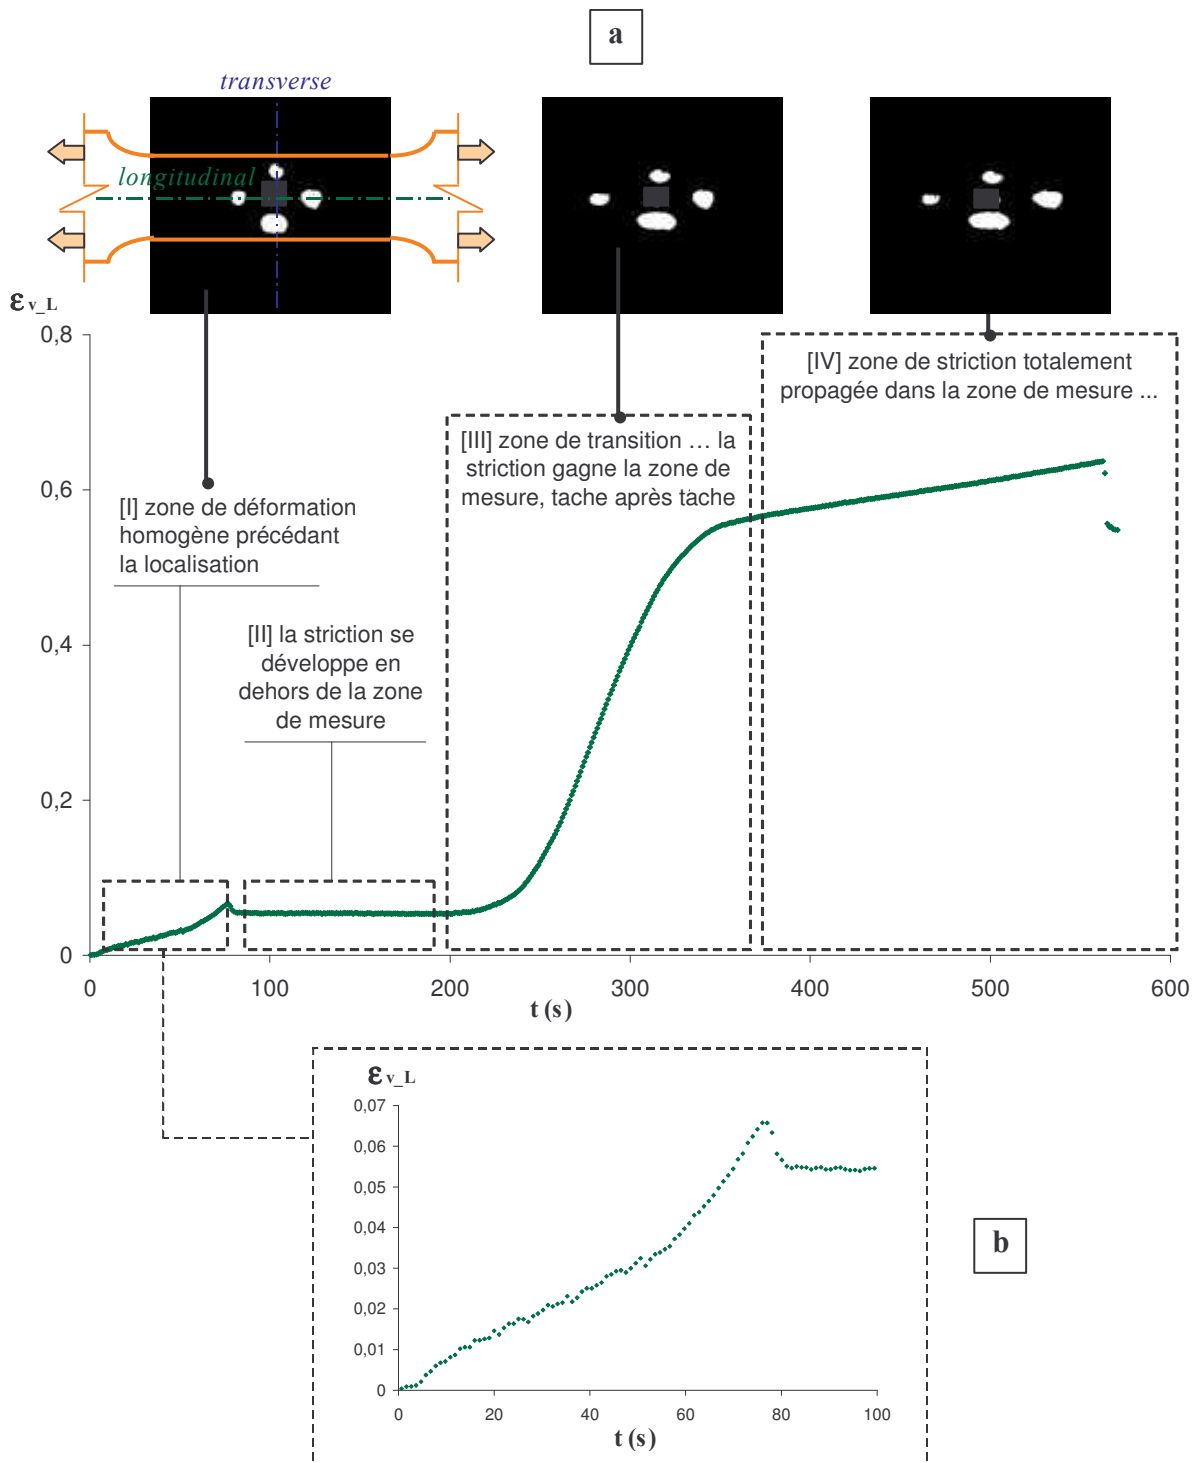 a
transverse
longitudinal
ε v_L
0,8
0,6
0,4
0,2
0
[I] zone de déformation
homogène précédant
la localisation
[II] la striction se
développe en
dehors de la zone
de mesure
[III] zone de transition … la
striction gagne la zone de
mesure, tache après tache
[IV] zone de striction totalement
propagée dans la zone de mesure ...
0 100 200 300 400 500 600
t (s)
ε v_L
0,07
0,06
0,05
0,04
0,03
0,02
0,01
0
0 20 40 60 80 100
t (s)
b